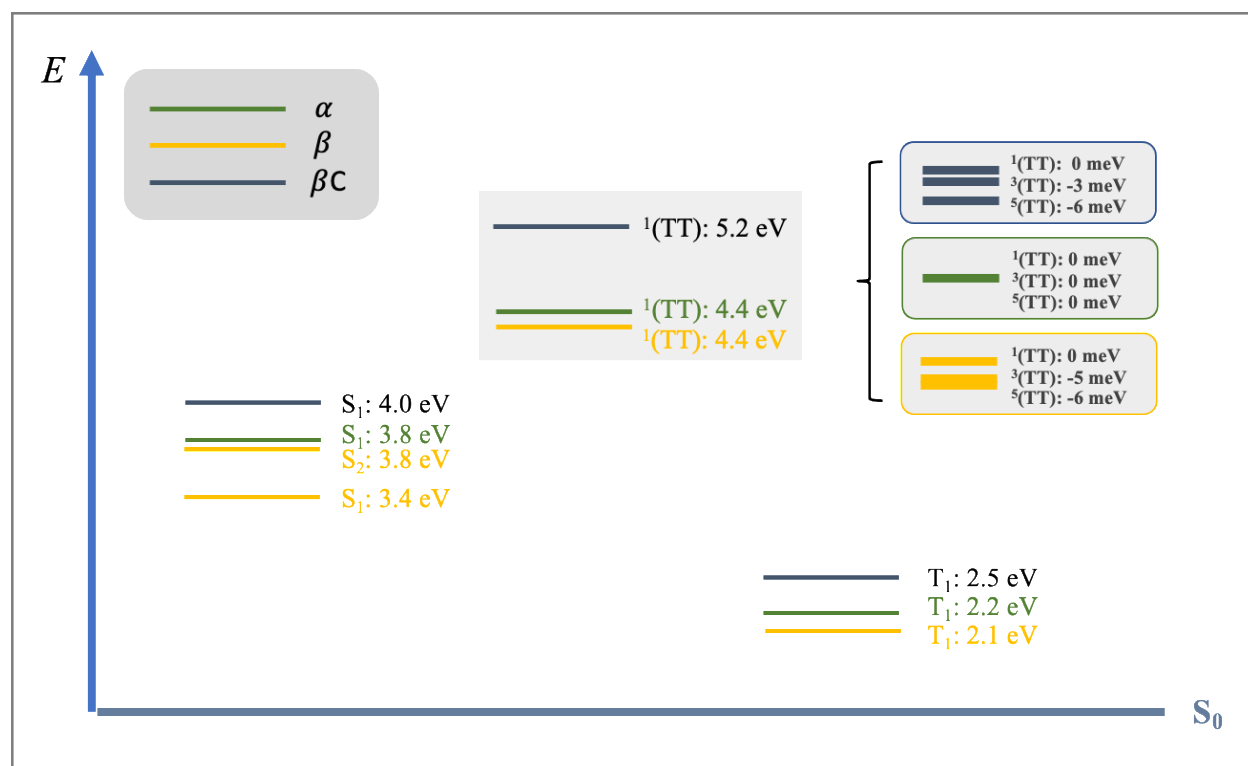 E
α
β
βC
¹(TT): 5.2 eV
¹(TT): 4.4 eV
¹(TT): 4.4 eV
¹(TT): 0 meV
³(TT): -3 meV
⁵(TT): -6 meV
¹(TT): 0 meV
³(TT): 0 meV
⁵(TT): 0 meV
¹(TT): 0 meV
³(TT): -5 meV
⁵(TT): -6 meV
S₁: 4.0 eV
S₁: 3.8 eV
S₂: 3.8 eV
S₁: 3.4 eV
T₁: 2.5 eV
T₁: 2.2 eV
T₁: 2.1 eV
S₀